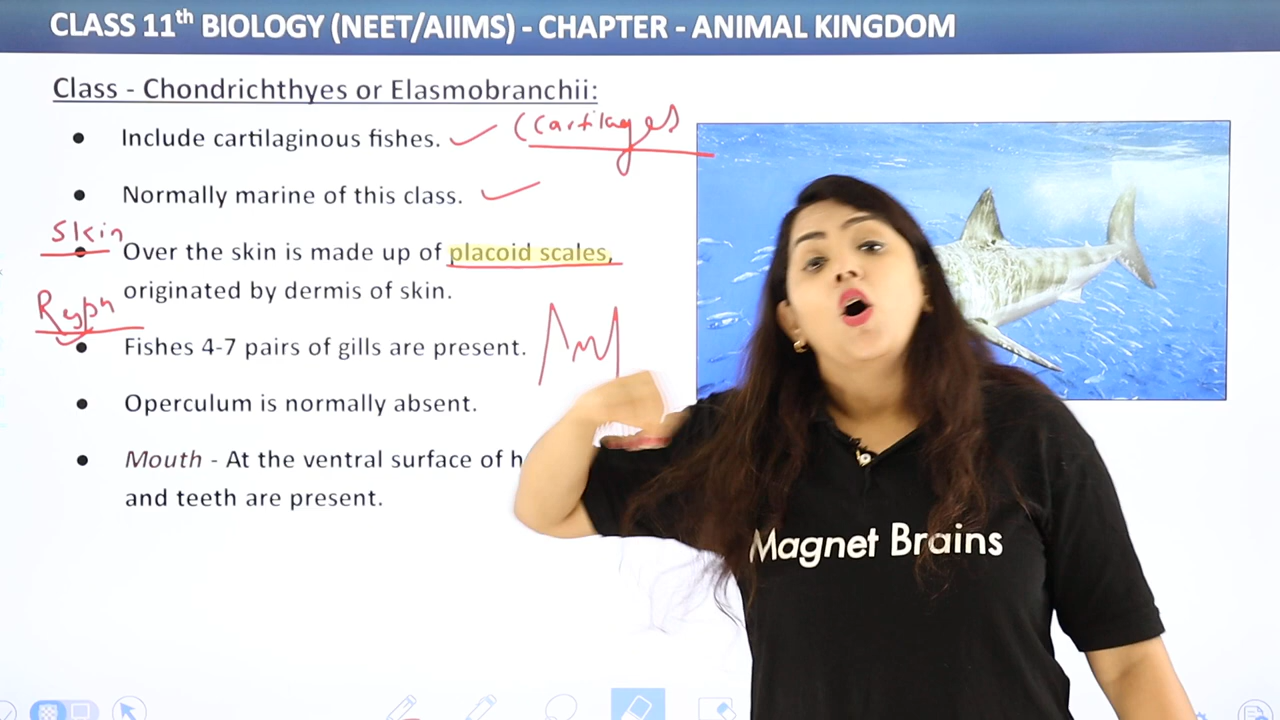 CLASS 11th BIOLOGY (NEET/AIIMS) - CHAPTER - ANIMAL KINGDOM
Class - Chondrichthyes or Elasmobranchii:
● Include cartilaginous fishes. (Cartilages
● Normally marine of this class.
Skin
● Over the skin is made up of placoid scales,
originated by dermis of skin.
● Fishes 4-7 pairs of gills are present.
● Operculum is normally absent.
● Mouth - At the ventral surface of h
and teeth are present.
Magnet Brains